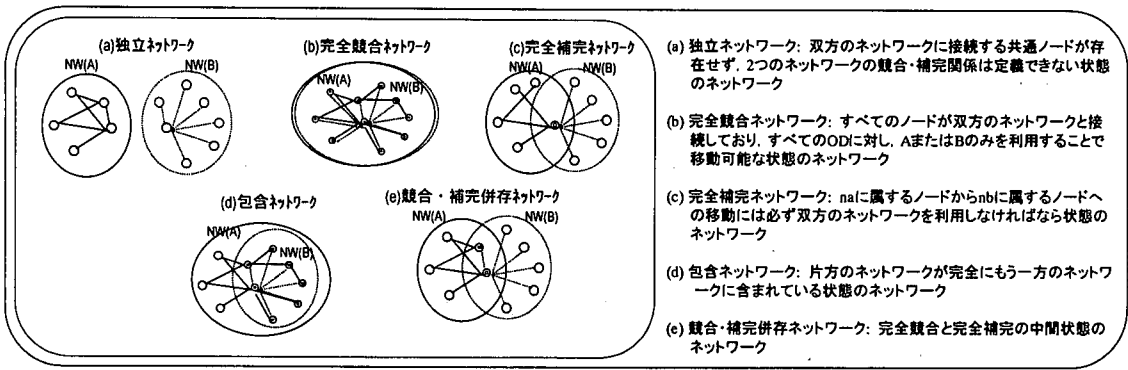 (a)独立ネットワーク
NW(A)
NW(B)
(b)完全競合ネットワーク
NW(A)
NW(B)
(c)完全補完ネットワーク
NW(A)
NW(B)
(d)包含ネットワーク
NW(A)
NW(B)
(e)競合・補完併存ネットワーク
NW(A)
NW(B)
(a) 独立ネットワーク: 双方のネットワークに接続する共通ノードが存
在せず, 2つのネットワークの競合・補完関係は定義できない状態
のネットワーク
(b) 完全競合ネットワーク: すべてのノードが双方のネットワークと接
続しており, すべてのODに対し, AまたはBのみを利用することで
移動可能な状態のネットワーク
(c) 完全補完ネットワーク: naに属するノードからnbに属するノードへ
の移動には必ず双方のネットワークを利用しなければなら状態の
ネットワーク
(d) 包含ネットワーク: 片方のネットワークが完全にもう一方のネットワ
ークに含まれている状態のネットワーク
(e) 競合・補完併存ネットワーク: 完全競合と完全補完の中間状態の
ネットワーク